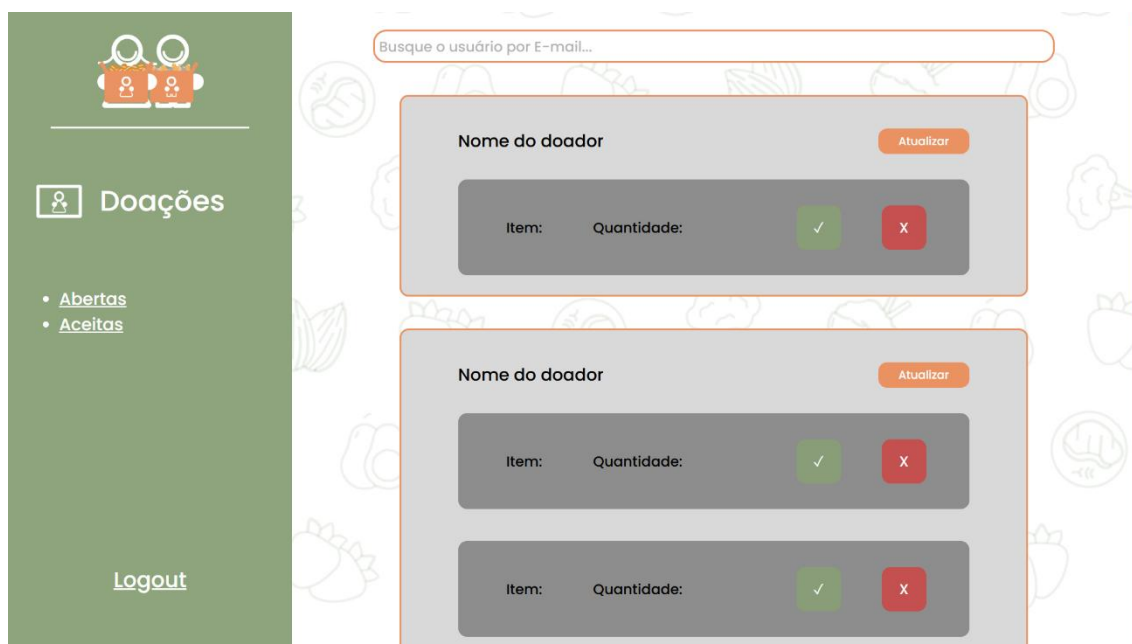 Doações
Abertas
Aceitas
Logout
Busque o usuário por E-mail...
Nome do doador
Atualizar
Item: Quantidade: ✓ X
Nome do doador
Atualizar
Item: Quantidade: ✓ X
Item: Quantidade: ✓ X